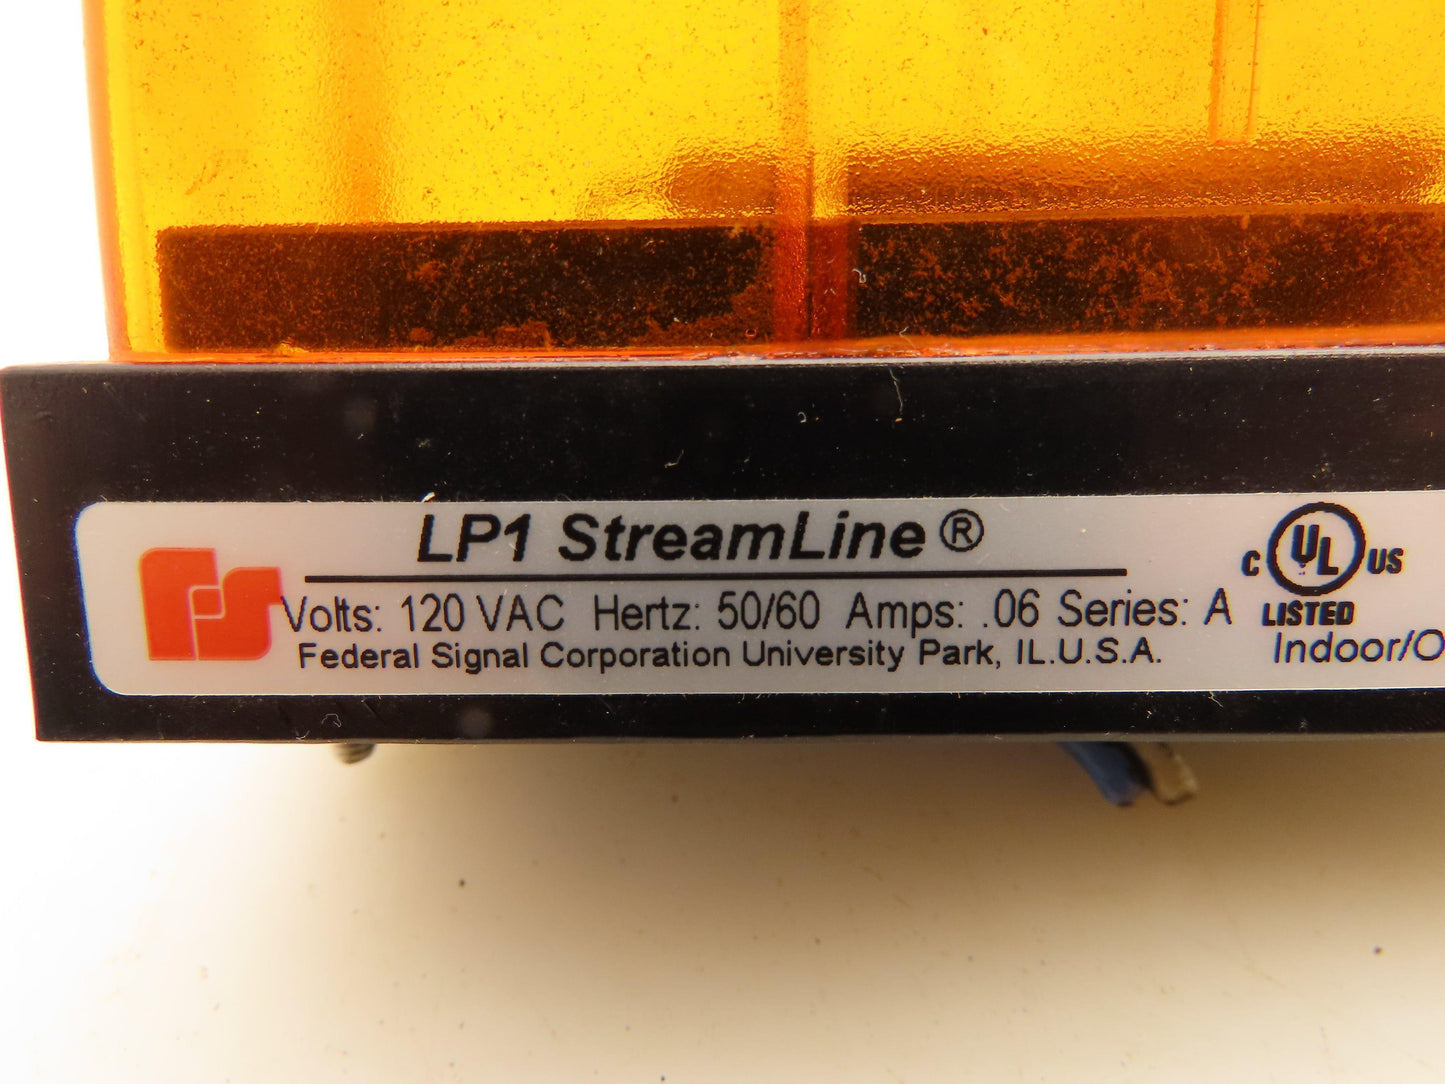 LP1 StreamLine®
Volts: 120 VAC Hertz: 50/60 Amps: .06 Series: A
Federal Signal Corporation University Park, IL.U.S.A.
C UL US
LISTED
Indoor/O